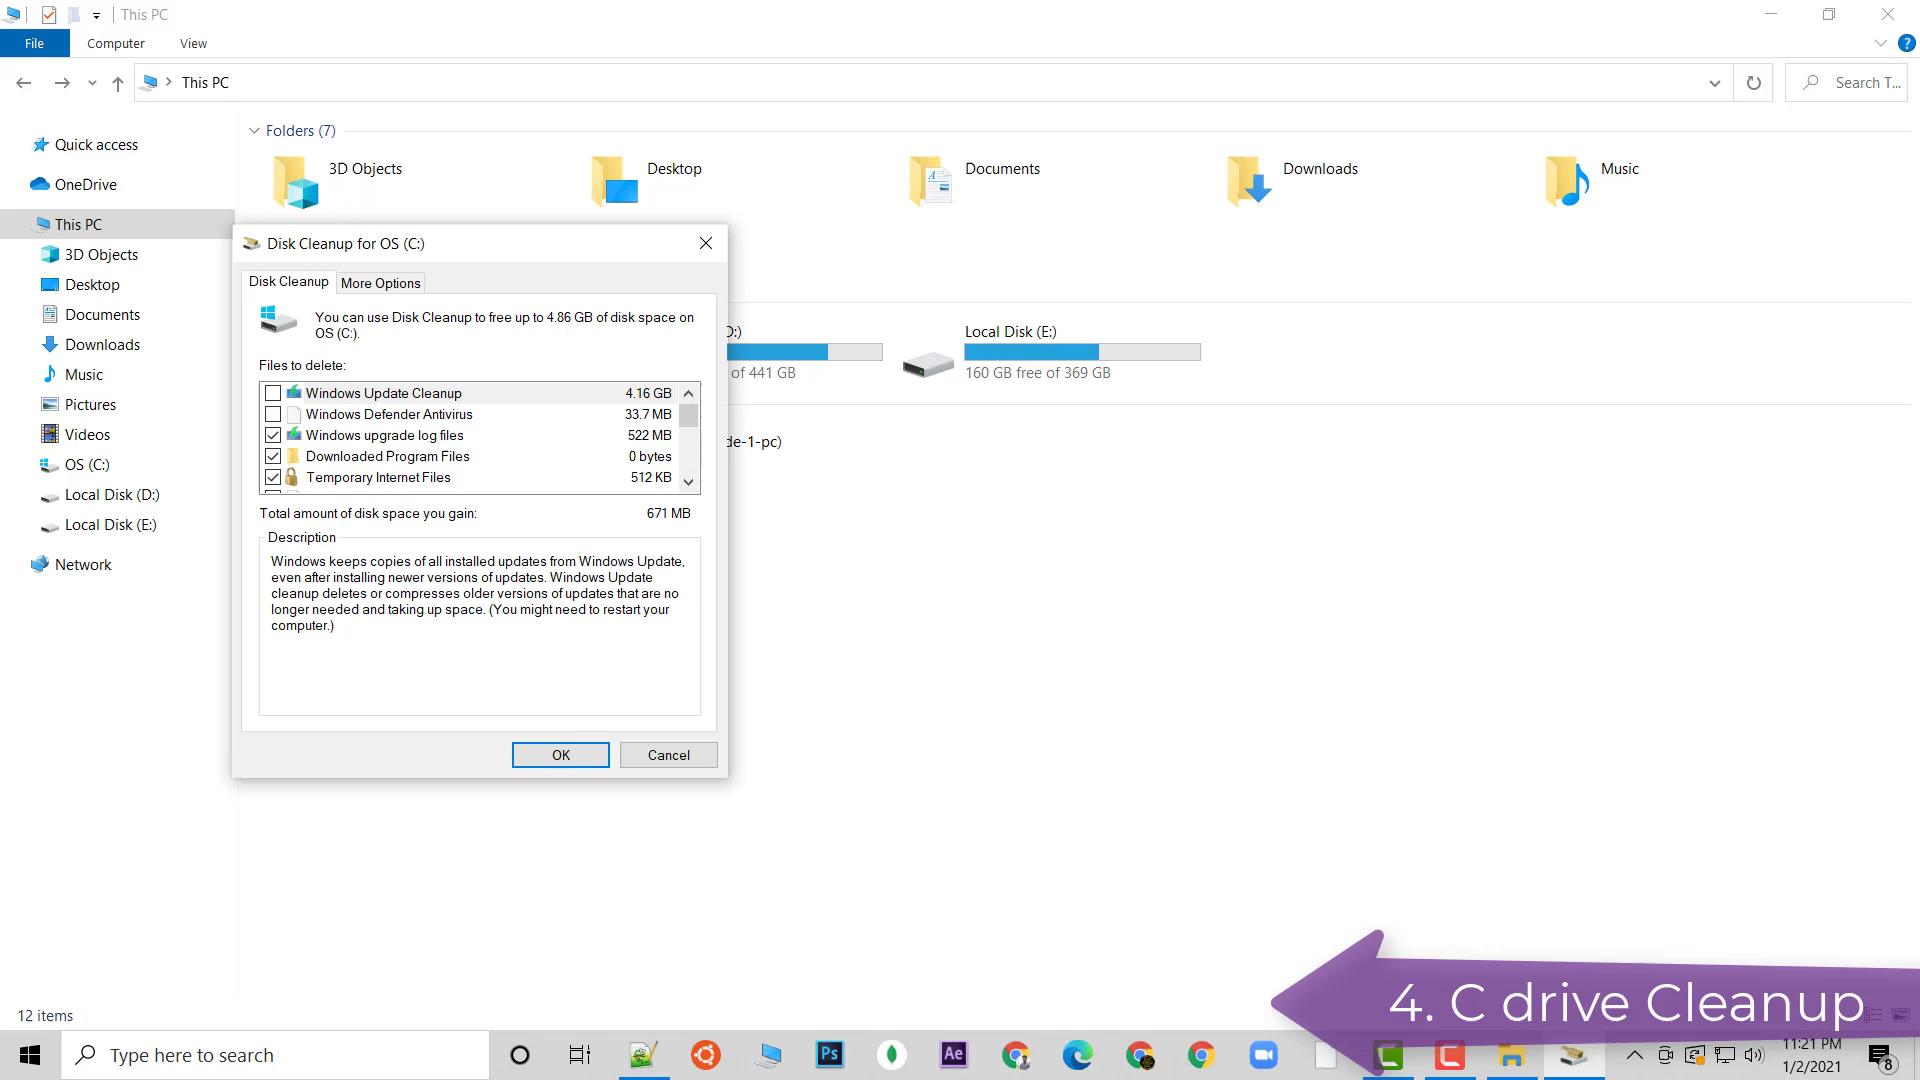 This PC
File
Computer
View
This PC
Search T...
Quick access
OneDrive
This PC
3D Objects
Desktop
Documents
Downloads
Music
Pictures
Videos
OS (C:)
Local Disk (D:)
Local Disk (E:)
Network
Folders (7)
3D Objects
Desktop
Documents
Downloads
Music
D:)
of 441 GB
Local Disk (E:)
160 GB free of 369 GB
de-1-pc)
Disk Cleanup for OS (C:)
Disk Cleanup
More Options
You can use Disk Cleanup to free up to 4.86 GB of disk space on
OS (C:).
Files to delete:
Windows Update Cleanup 4.16 GB
Windows Defender Antivirus 33.7 MB
Windows upgrade log files 522 MB
Downloaded Program Files 0 bytes
Temporary Internet Files 512 KB
Total amount of disk space you gain: 671 MB
Description
Windows keeps copies of all installed updates from Windows Update,
even after installing newer versions of updates. Windows Update
cleanup deletes or compresses older versions of updates that are no
longer needed and taking up space. (You might need to restart your
computer.)
OK
Cancel
12 items
4. C drive Cleanup
Type here to search
Ps
Ae
11:21 PM
1/2/2021
8